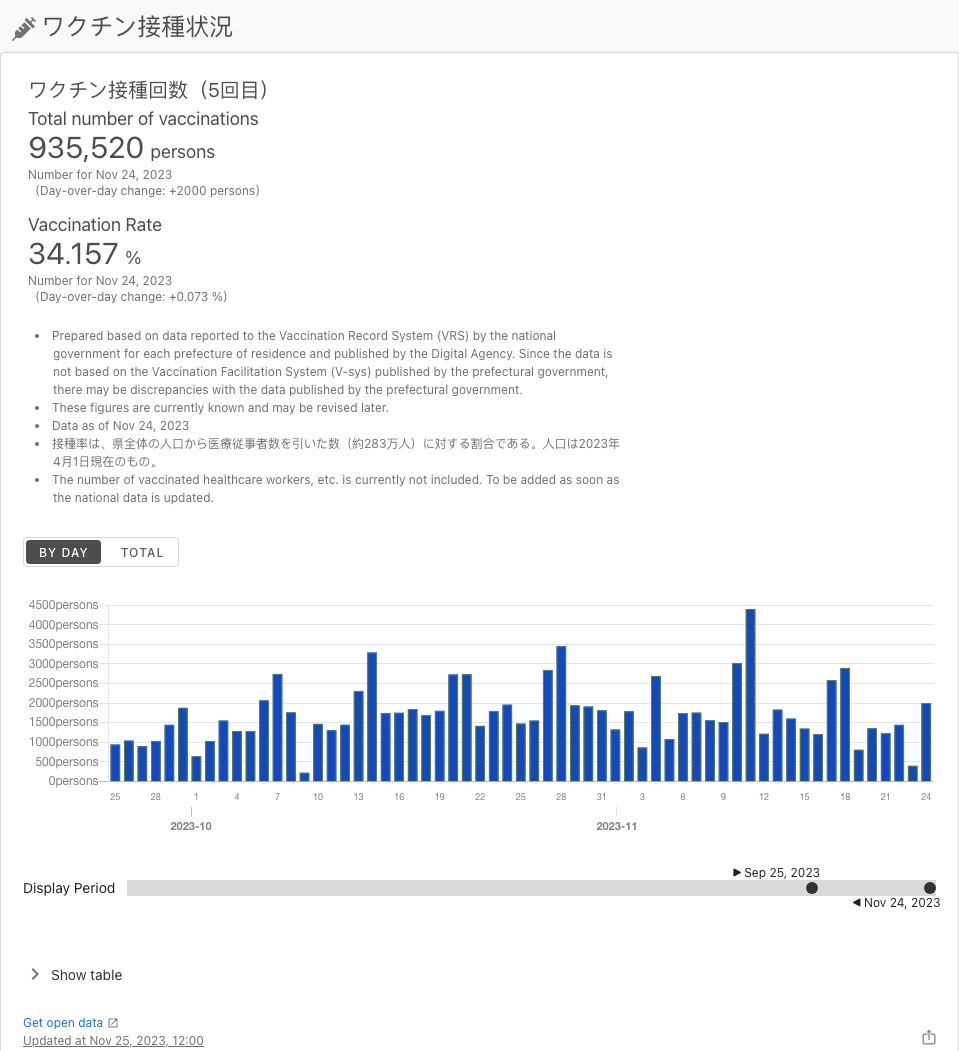 ワクチン接種状況
ワクチン接種回数（5回目）
Total number of vaccinations
935,520 persons
Number for Nov 24, 2023
（Day-over-day change: +2000 persons）
Vaccination Rate
34.157 %
Number for Nov 24, 2023
（Day-over-day change: +0.073 %）
• Prepared based on data reported to the Vaccination Record System (VRS) by the national
government for each prefecture of residence and published by the Digital Agency. Since the data is
not based on the Vaccination Facilitation System (V-sys) published by the prefectural government,
there may be discrepancies with the data published by the prefectural government.
• These figures are currently known and may be revised later.
• Data as of Nov 24, 2023
• 接種率は、県全体の人口から医療従事者数を引いた数（約283万人）に対する割合である。人口は2023年
4月1日現在のもの。
• The number of vaccinated healthcare workers, etc. is currently not included. To be added as soon as
the national data is updated.
BY DAY TOTAL
4500persons
4000persons
3500persons
3000persons
2500persons
2000persons
1500persons
1000persons
500persons
0persons
25 28 1 4 7 10 13 16 19 22 25 28 31 3 6 9 12 15 18 21 24
2023-10 2023-11
Sep 25, 2023
Display Period
Nov 24, 2023
Show table
Get open data
Updated at Nov 25, 2023, 12:00